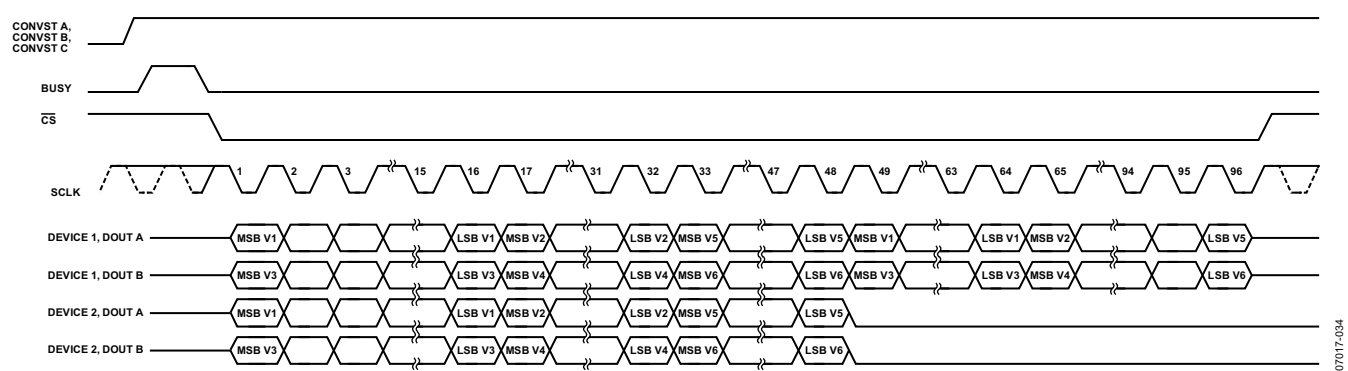 CONVST A,
CONVST B,
CONVST C
BUSY
CS
SCLK
1 2 3 15 16 17 31 32 33 47 48 49 63 64 65 94 95 96
DEVICE 1, DOUT A MSB V1 LSB V1 MSB V2 LSB V2 MSB V5 LSB V5 MSB V1 LSB V1 MSB V2 LSB V5
DEVICE 1, DOUT B MSB V3 LSB V3 MSB V4 LSB V4 MSB V6 LSB V6 MSB V3 LSB V3 MSB V4 LSB V6
DEVICE 2, DOUT A MSB V1 LSB V1 MSB V2 LSB V2 MSB V5 LSB V5
DEVICE 2, DOUT B MSB V3 LSB V3 MSB V4 LSB V4 MSB V6 LSB V6
07017-034